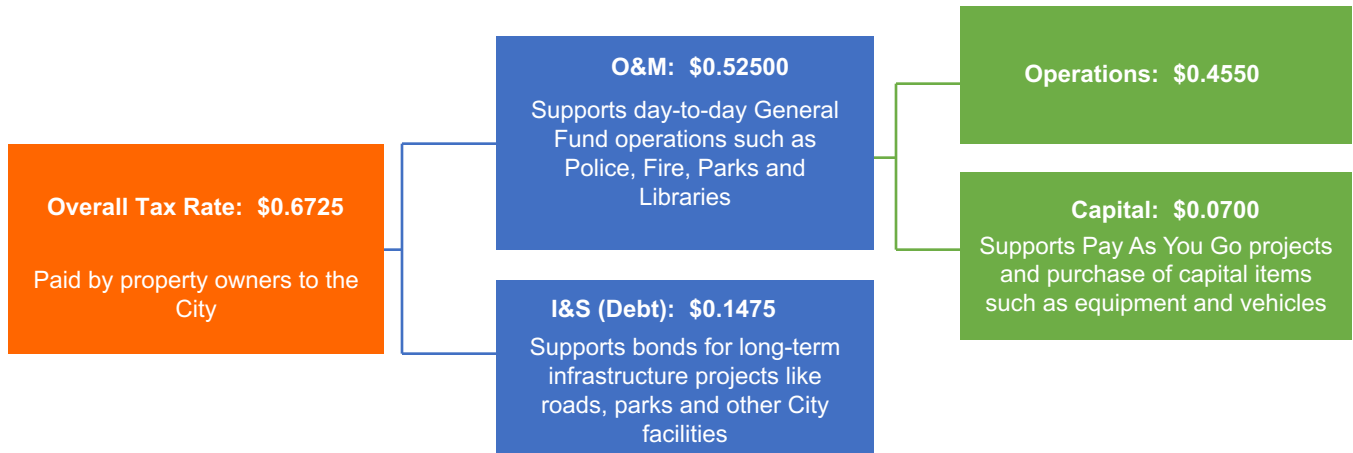 Overall Tax Rate: $0.6725
Paid by property owners to the
City
O&M: $0.52500
Supports day-to-day General
Fund operations such as
Police, Fire, Parks and
Libraries
I&S (Debt): $0.1475
Supports bonds for long-term
infrastructure projects like
roads, parks and other City
facilities
Operations: $0.4550
Capital: $0.0700
Supports Pay As You Go projects
and purchase of capital items
such as equipment and vehicles